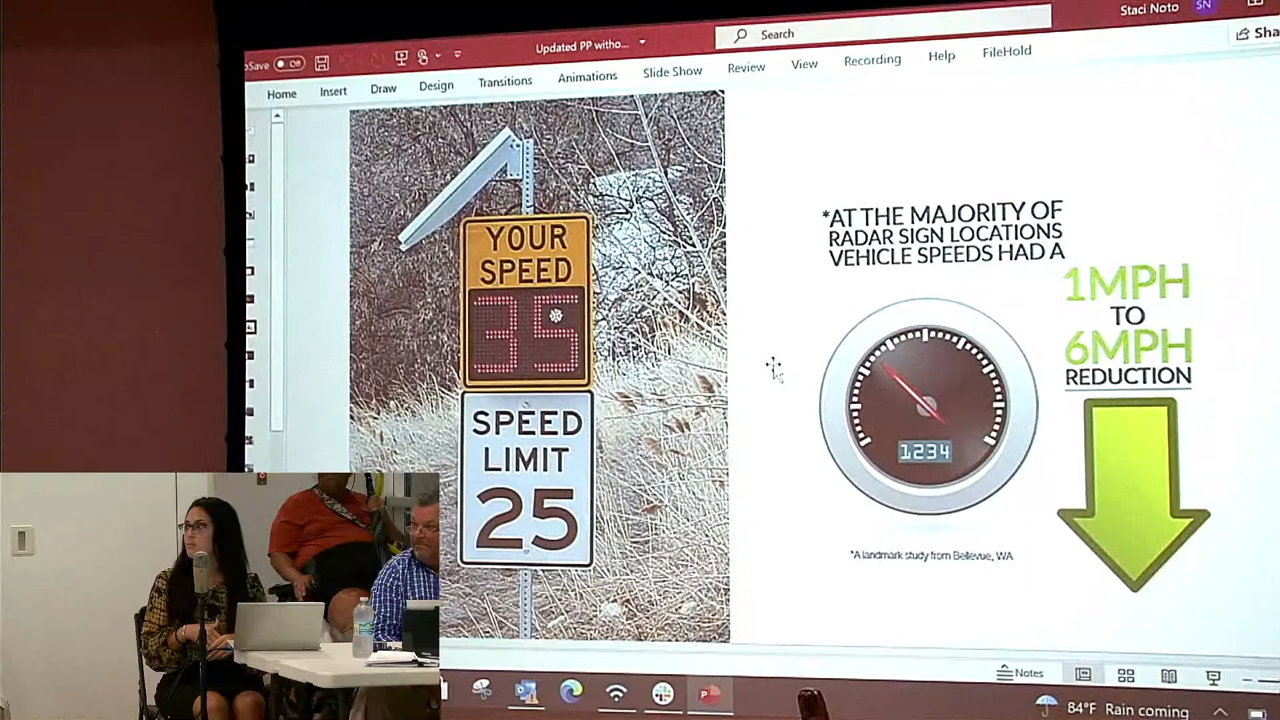 Staci Noto SN
oSave Off
Updated PP witho...
Search
Sha
Home Insert Draw Design Transitions Animations Slide Show Review View Recording Help FileHold
YOUR
SPEED
35
SPEED
LIMIT
25
*AT THE MAJORITY OF
RADAR SIGN LOCATIONS
VEHICLE SPEEDS HAD A
1MPH
TO
6MPH
REDUCTION
1234
*A landmark study from Bellevue, WA
Notes
84°F Rain coming